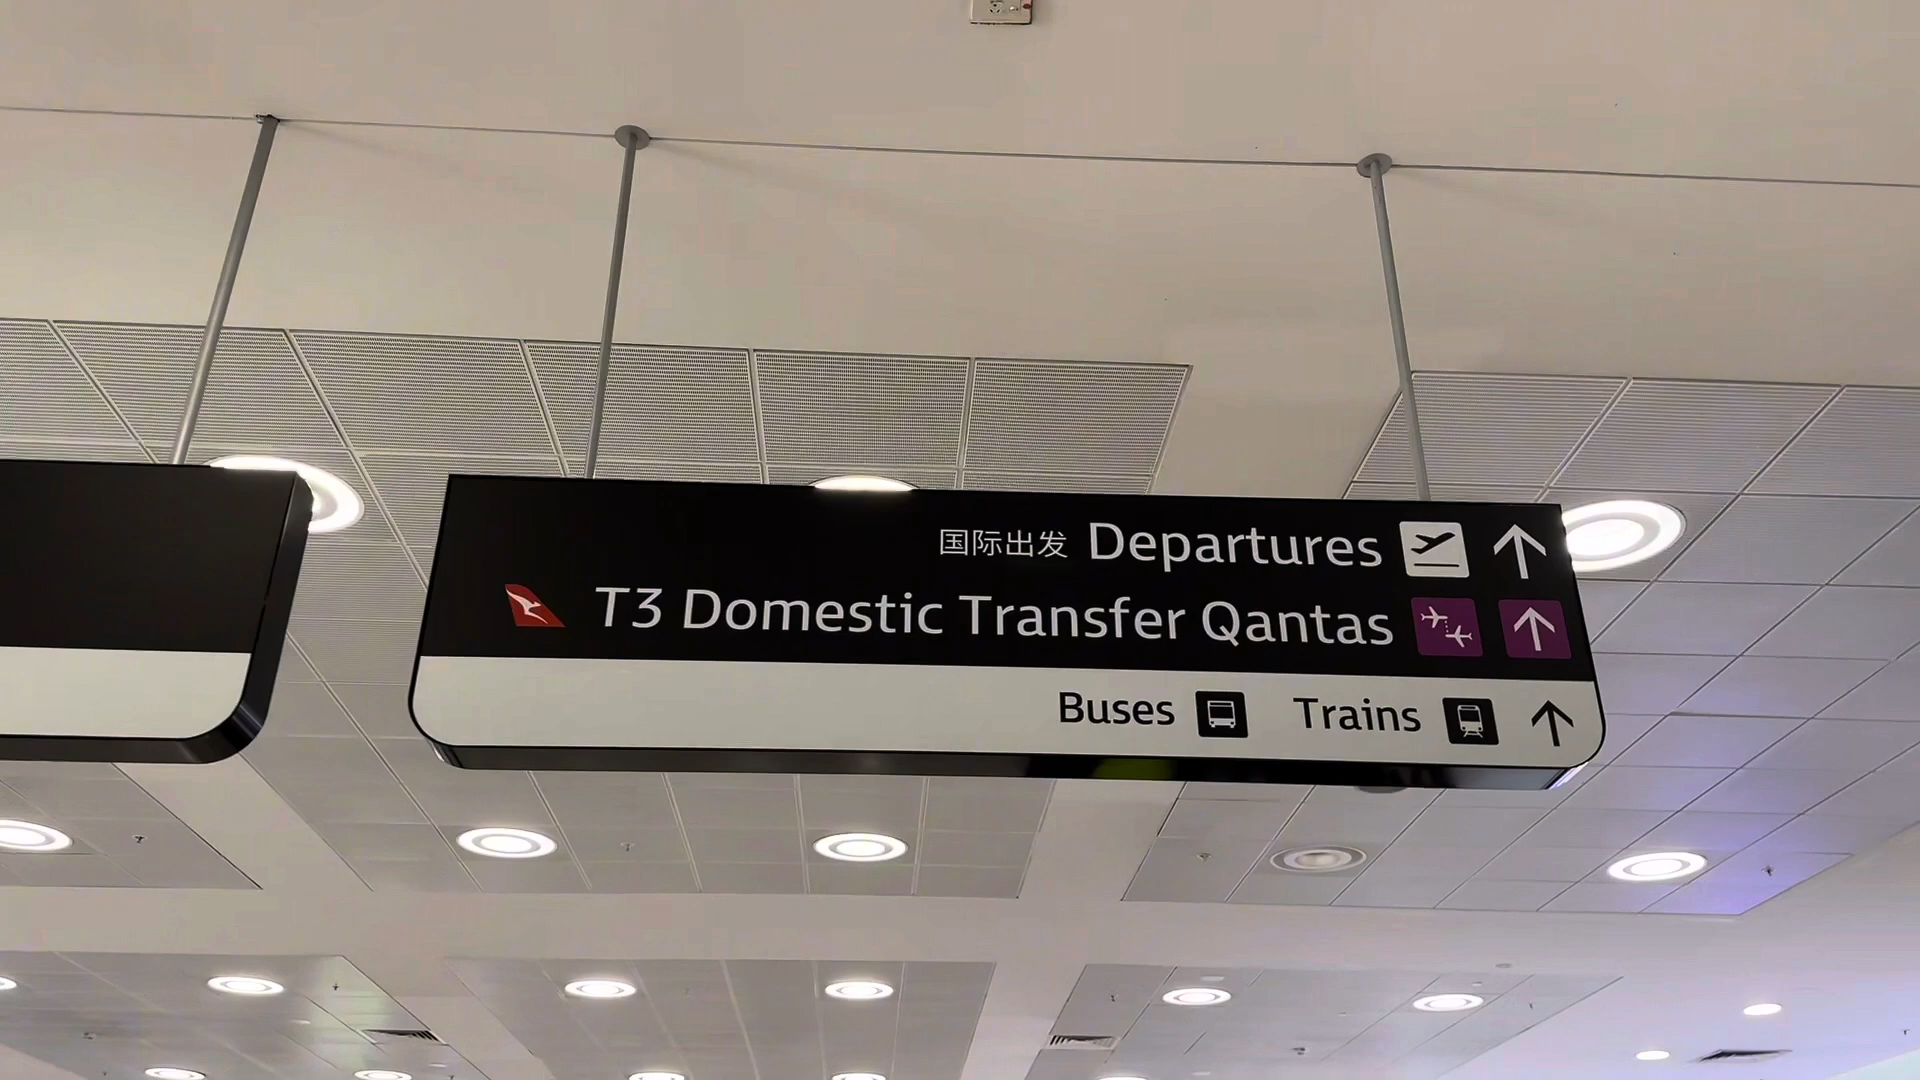 国际出发 Departures
T3 Domestic Transfer Qantas
Buses Trains